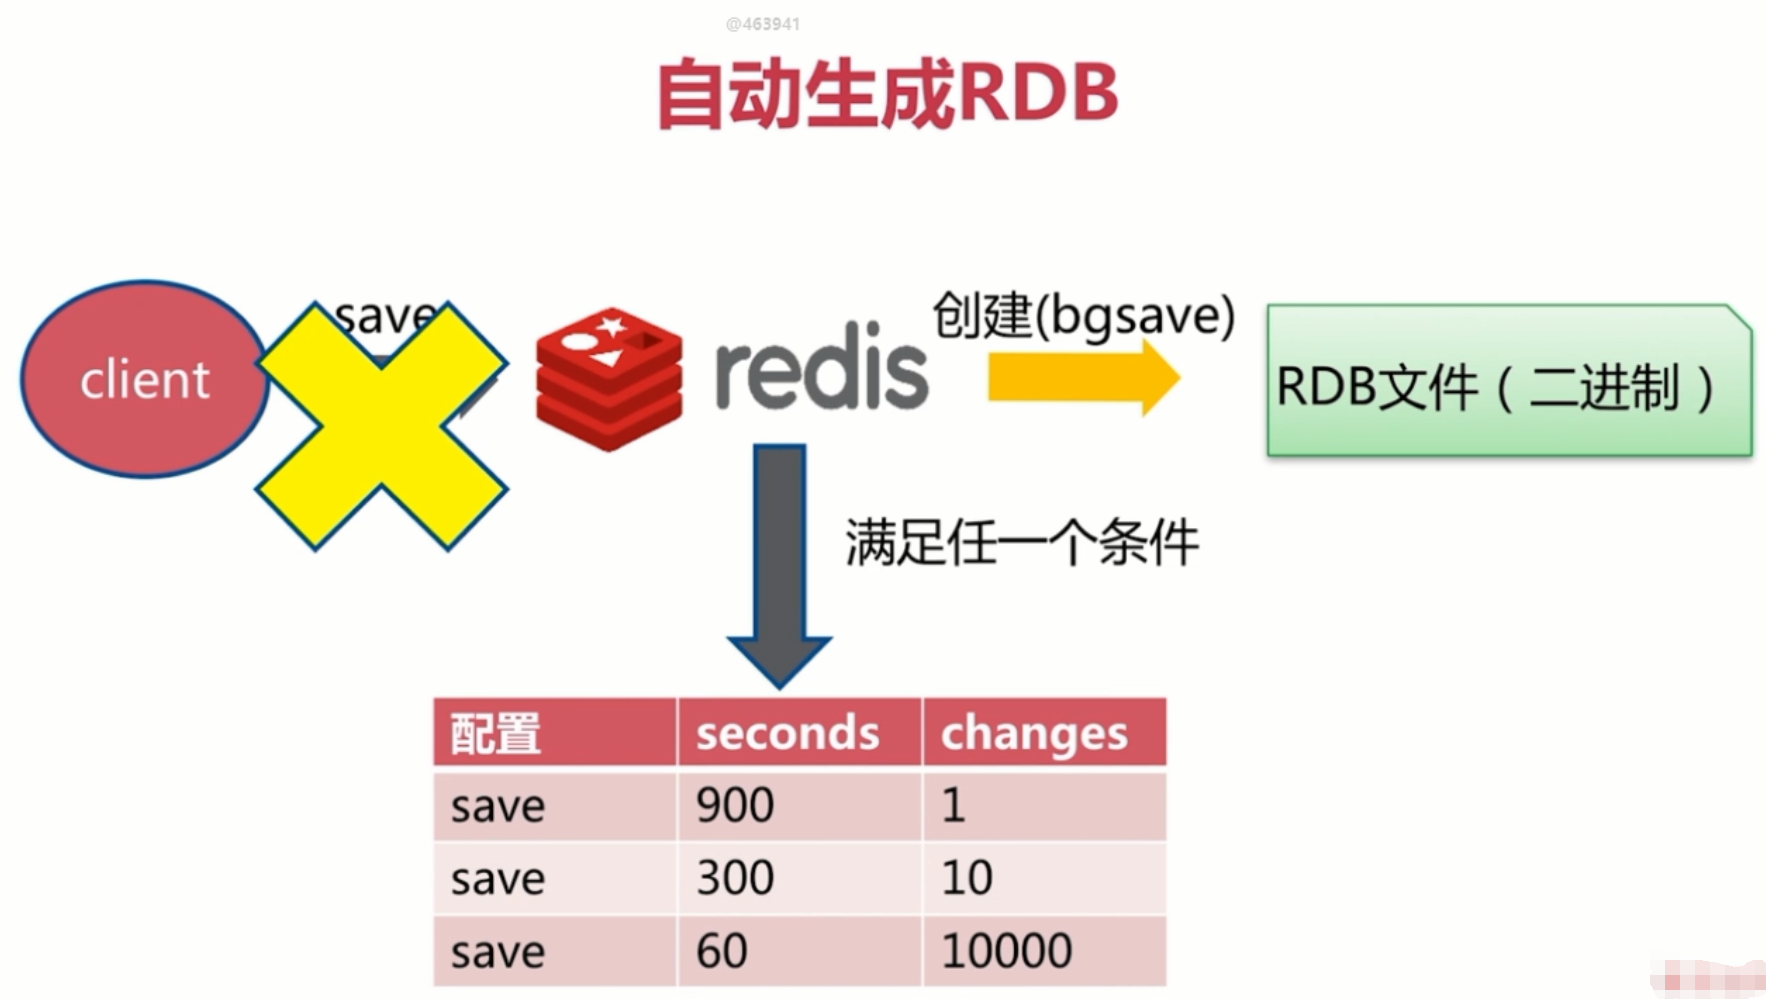 @463941
自动生成RDB
client
save
redis
创建(bgsave)
RDB文件（二进制）
满足任一个条件
配置 seconds changes
save 900 1
save 300 10
save 60 10000